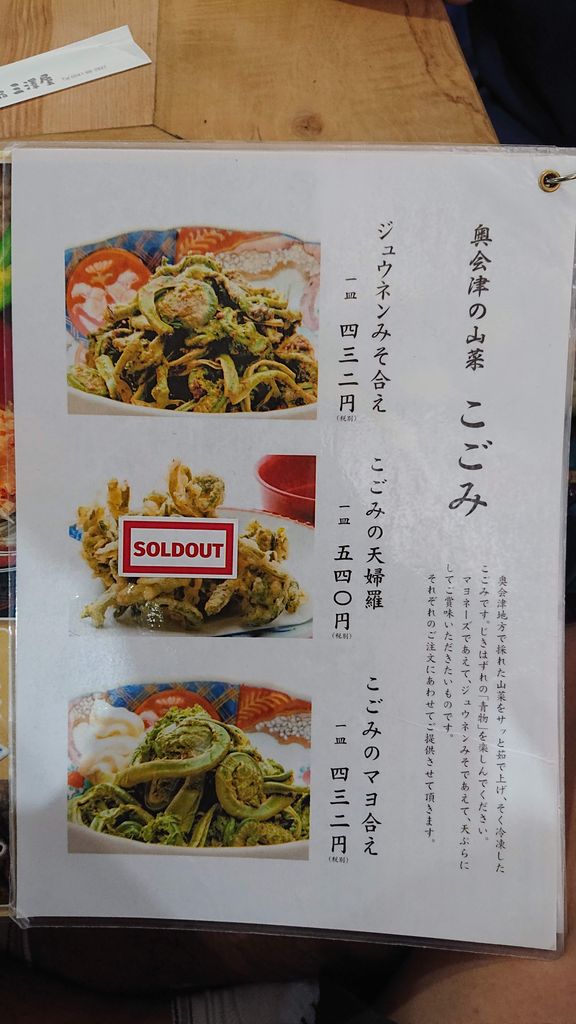 三澤屋
奥会津の山菜 こごみ
奥会津地方で採れた山菜をサッと茹で上げ、そく冷凍した
こごみです。じきはずれの「青物」を楽しんでください。
マヨネーズであえて、ジュウネンみそであえて、天ぷらに
してご賞味いただきたいものです。
それぞれのご注文にあわせてご提供させて頂きます。
ジュウネンみそ合え
一皿 四三二円
(税別)
こごみの天婦羅
一皿 五四〇円
(税別)
SOLDOUT
こごみのマヨ合え
一皿 四三二円
(税別)